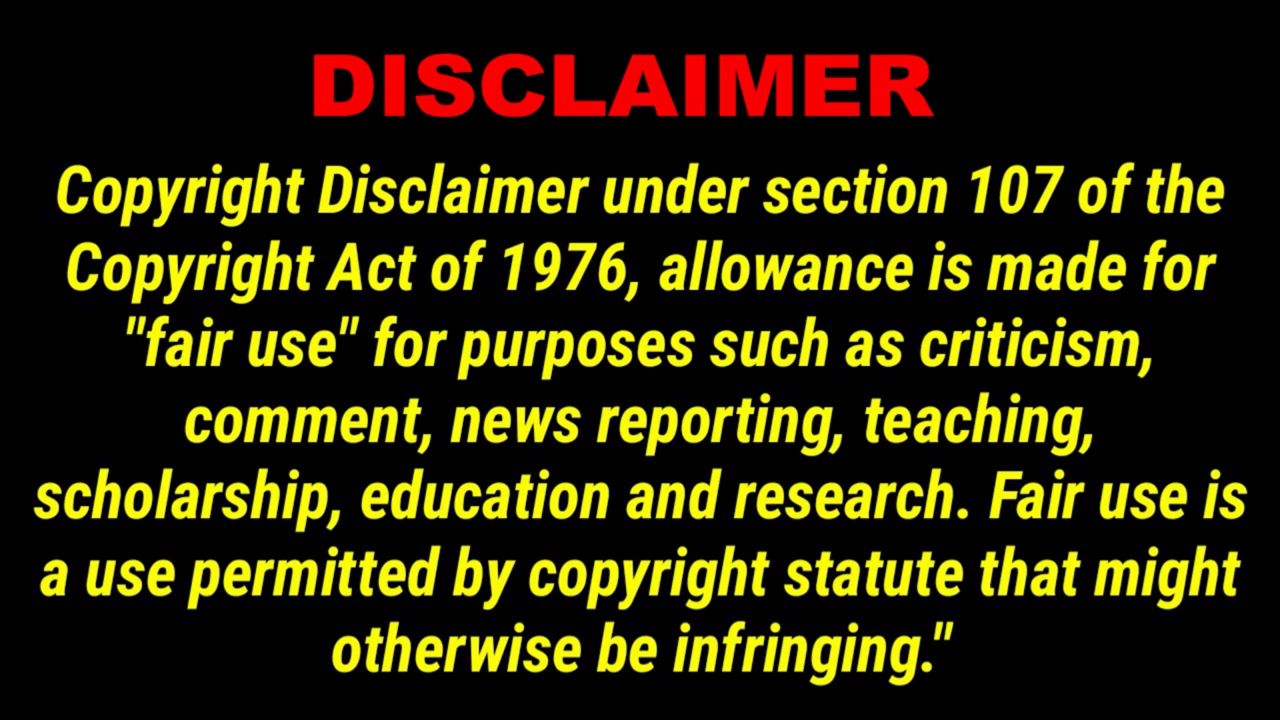 DISCLAIMER
Copyright Disclaimer under section 107 of the
Copyright Act of 1976, allowance is made for
"fair use" for purposes such as criticism,
comment, news reporting, teaching,
scholarship, education and research. Fair use is
a use permitted by copyright statute that might
otherwise be infringing."